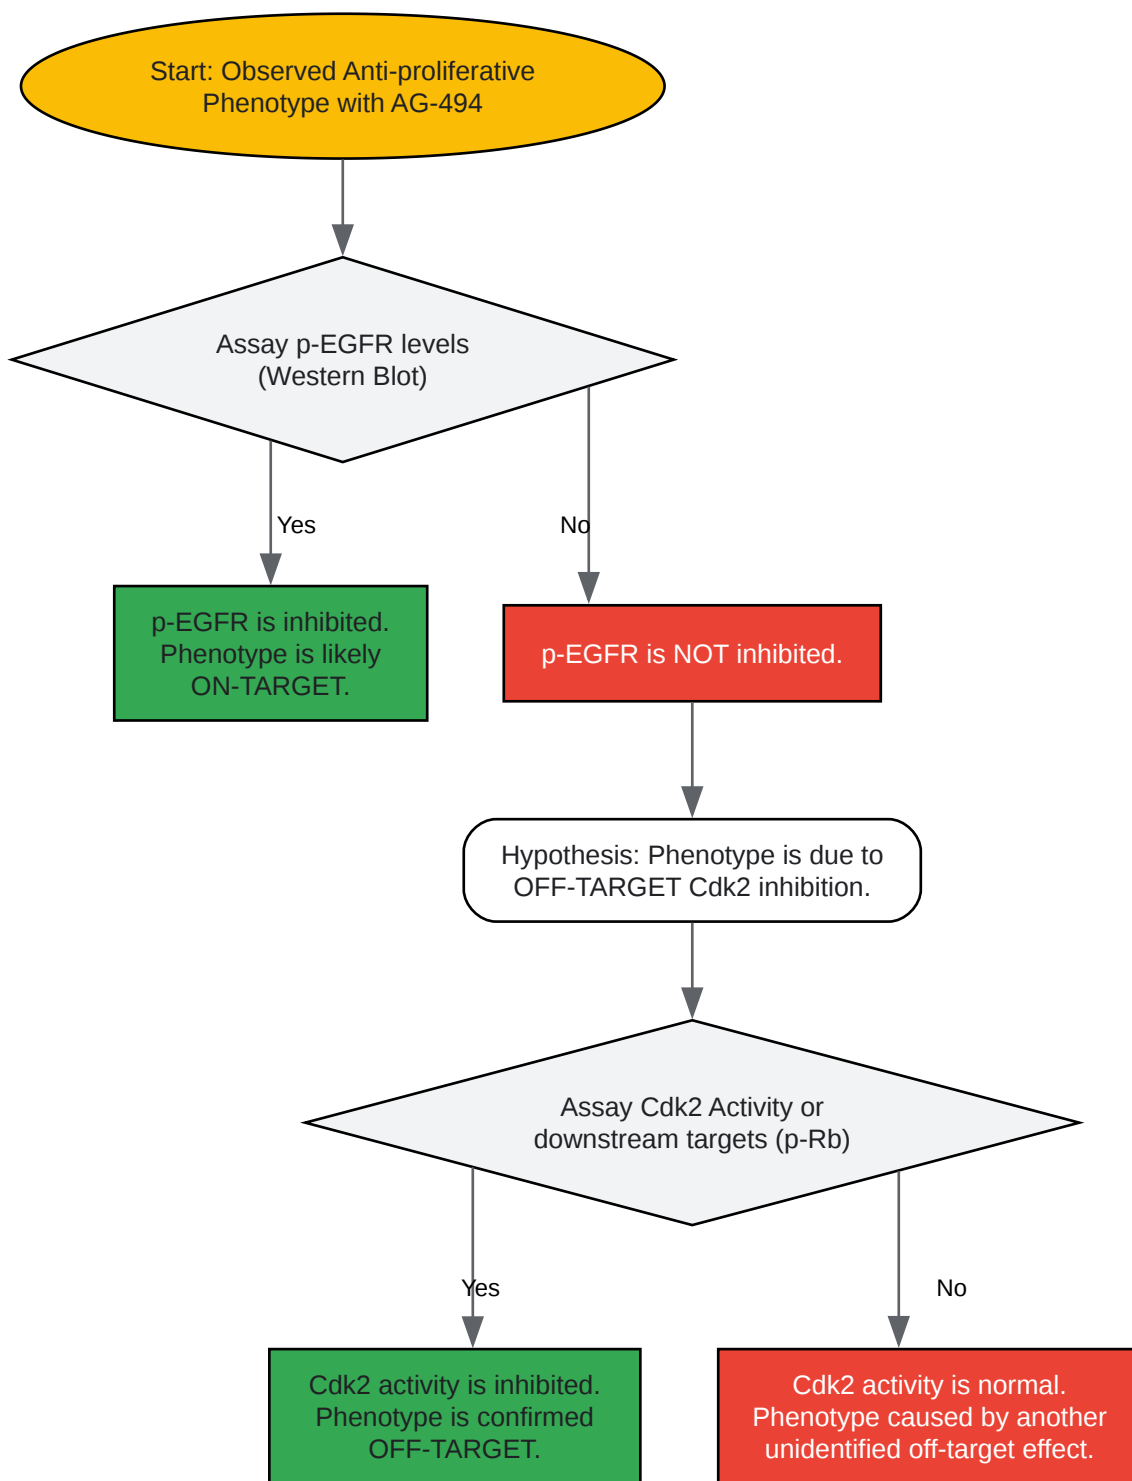 Start: Observed Anti-proliferative
Phenotype with AG-494
Assay p-EGFR levels
(Western Blot)
Yes
No
p-EGFR is inhibited.
Phenotype is likely
ON-TARGET.
p-EGFR is NOT inhibited.
Hypothesis: Phenotype is due to
OFF-TARGET Cdk2 inhibition.
Assay Cdk2 Activity or
downstream targets (p-Rb)
Yes
No
Cdk2 activity is inhibited.
Phenotype is confirmed
OFF-TARGET.
Cdk2 activity is normal.
Phenotype caused by another
unidentified off-target effect.